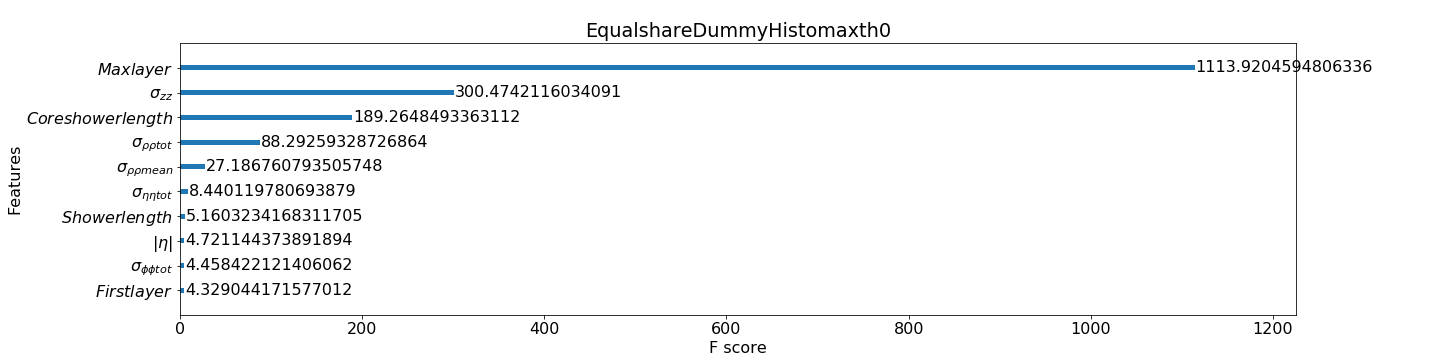 EqualshareDummyHistomaxth0
Features
Maxlayer 1113.9204594806336
σzz 300.4742116034091
Coreshowerlength 189.2648493363112
σρρtot 88.29259328726864
σρρmean 27.186760793505748
σηηtot 8.440119780693879
Showerlength 5.1603234168311705
|η| 4.721144373891894
σϕϕtot 4.458422121406062
Firstlayer 4.329044171577012
0 200 400 600 800 1000 1200
F score